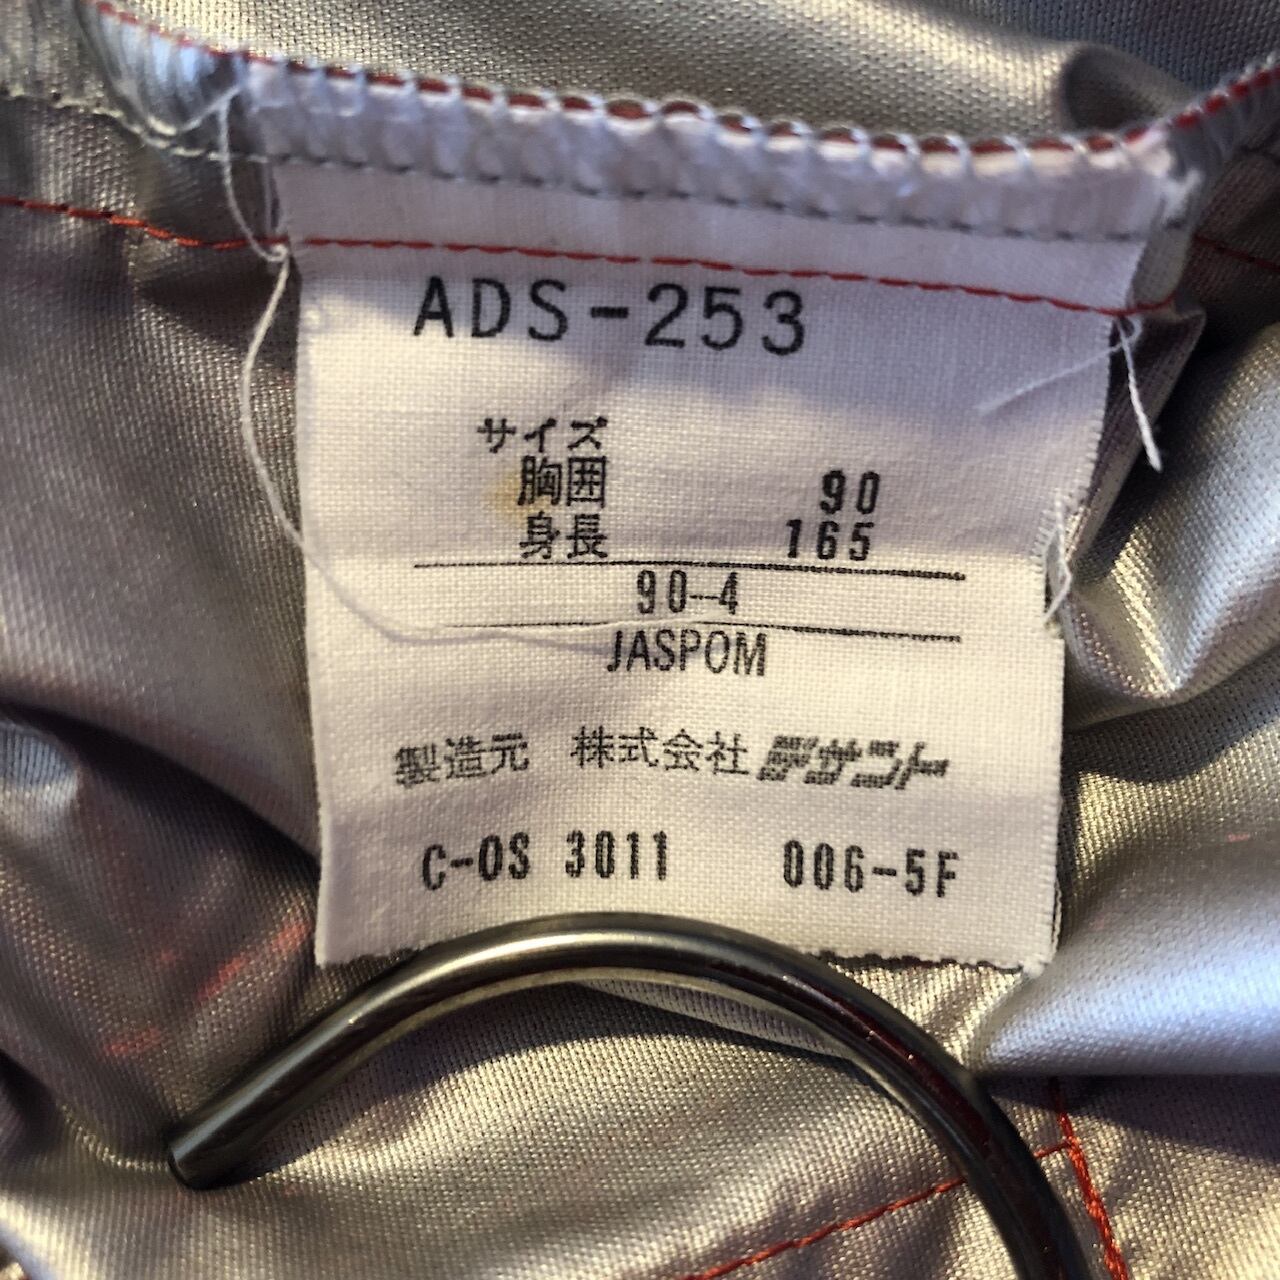 ADS-253
サイズ
胸囲 90
身長 165
90-4
JASPOM
製造元 株式会社デサント
C-OS 3011 006-5F